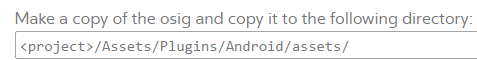 Make a copy of the osig and copy it to the following directory:
<project>/Assets/Plugins/Android/assets/